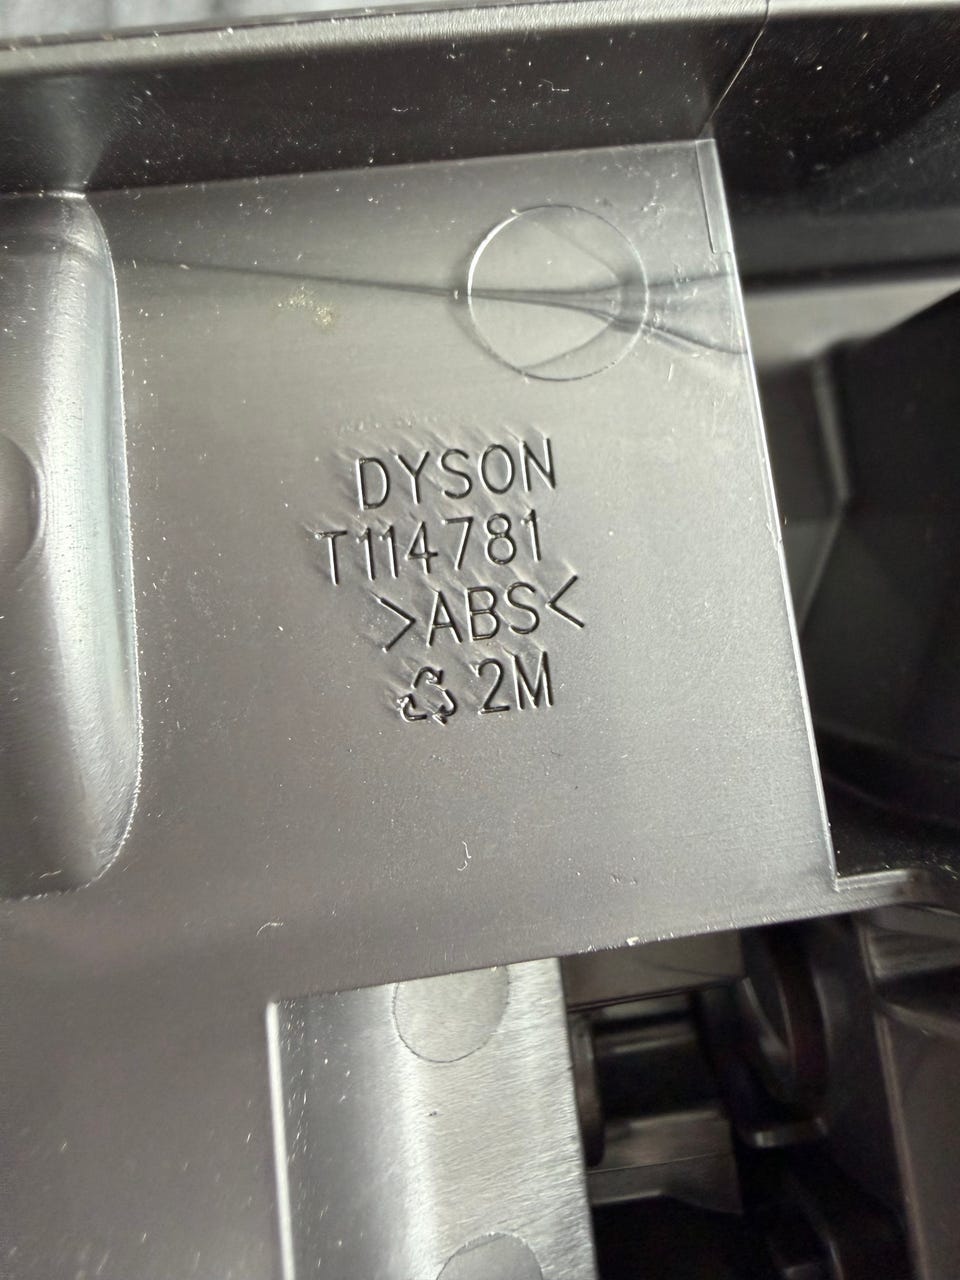 DYSON
T114781
>ABS<
♴ 2M